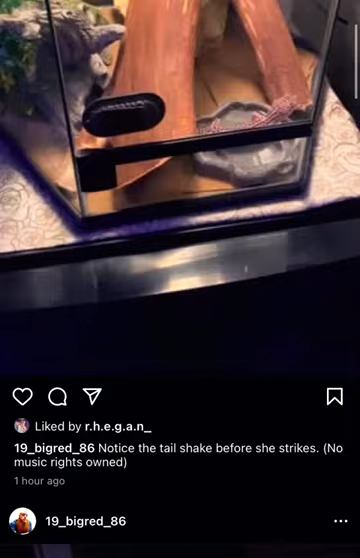 Liked by r.h.e.g.a.n_
19_bigred_86 Notice the tail shake before she strikes. (No
music rights owned)
1 hour ago
19_bigred_86